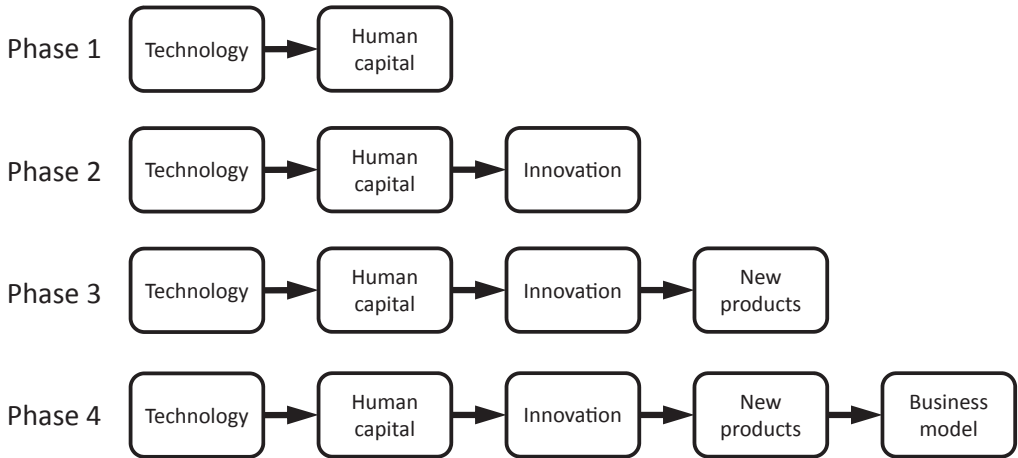 Phase 1
Technology
Human
capital
Phase 2
Technology
Human
capital
Innovation
Phase 3
Technology
Human
capital
Innovation
New
products
Phase 4
Technology
Human
capital
Innovation
New
products
Business
model